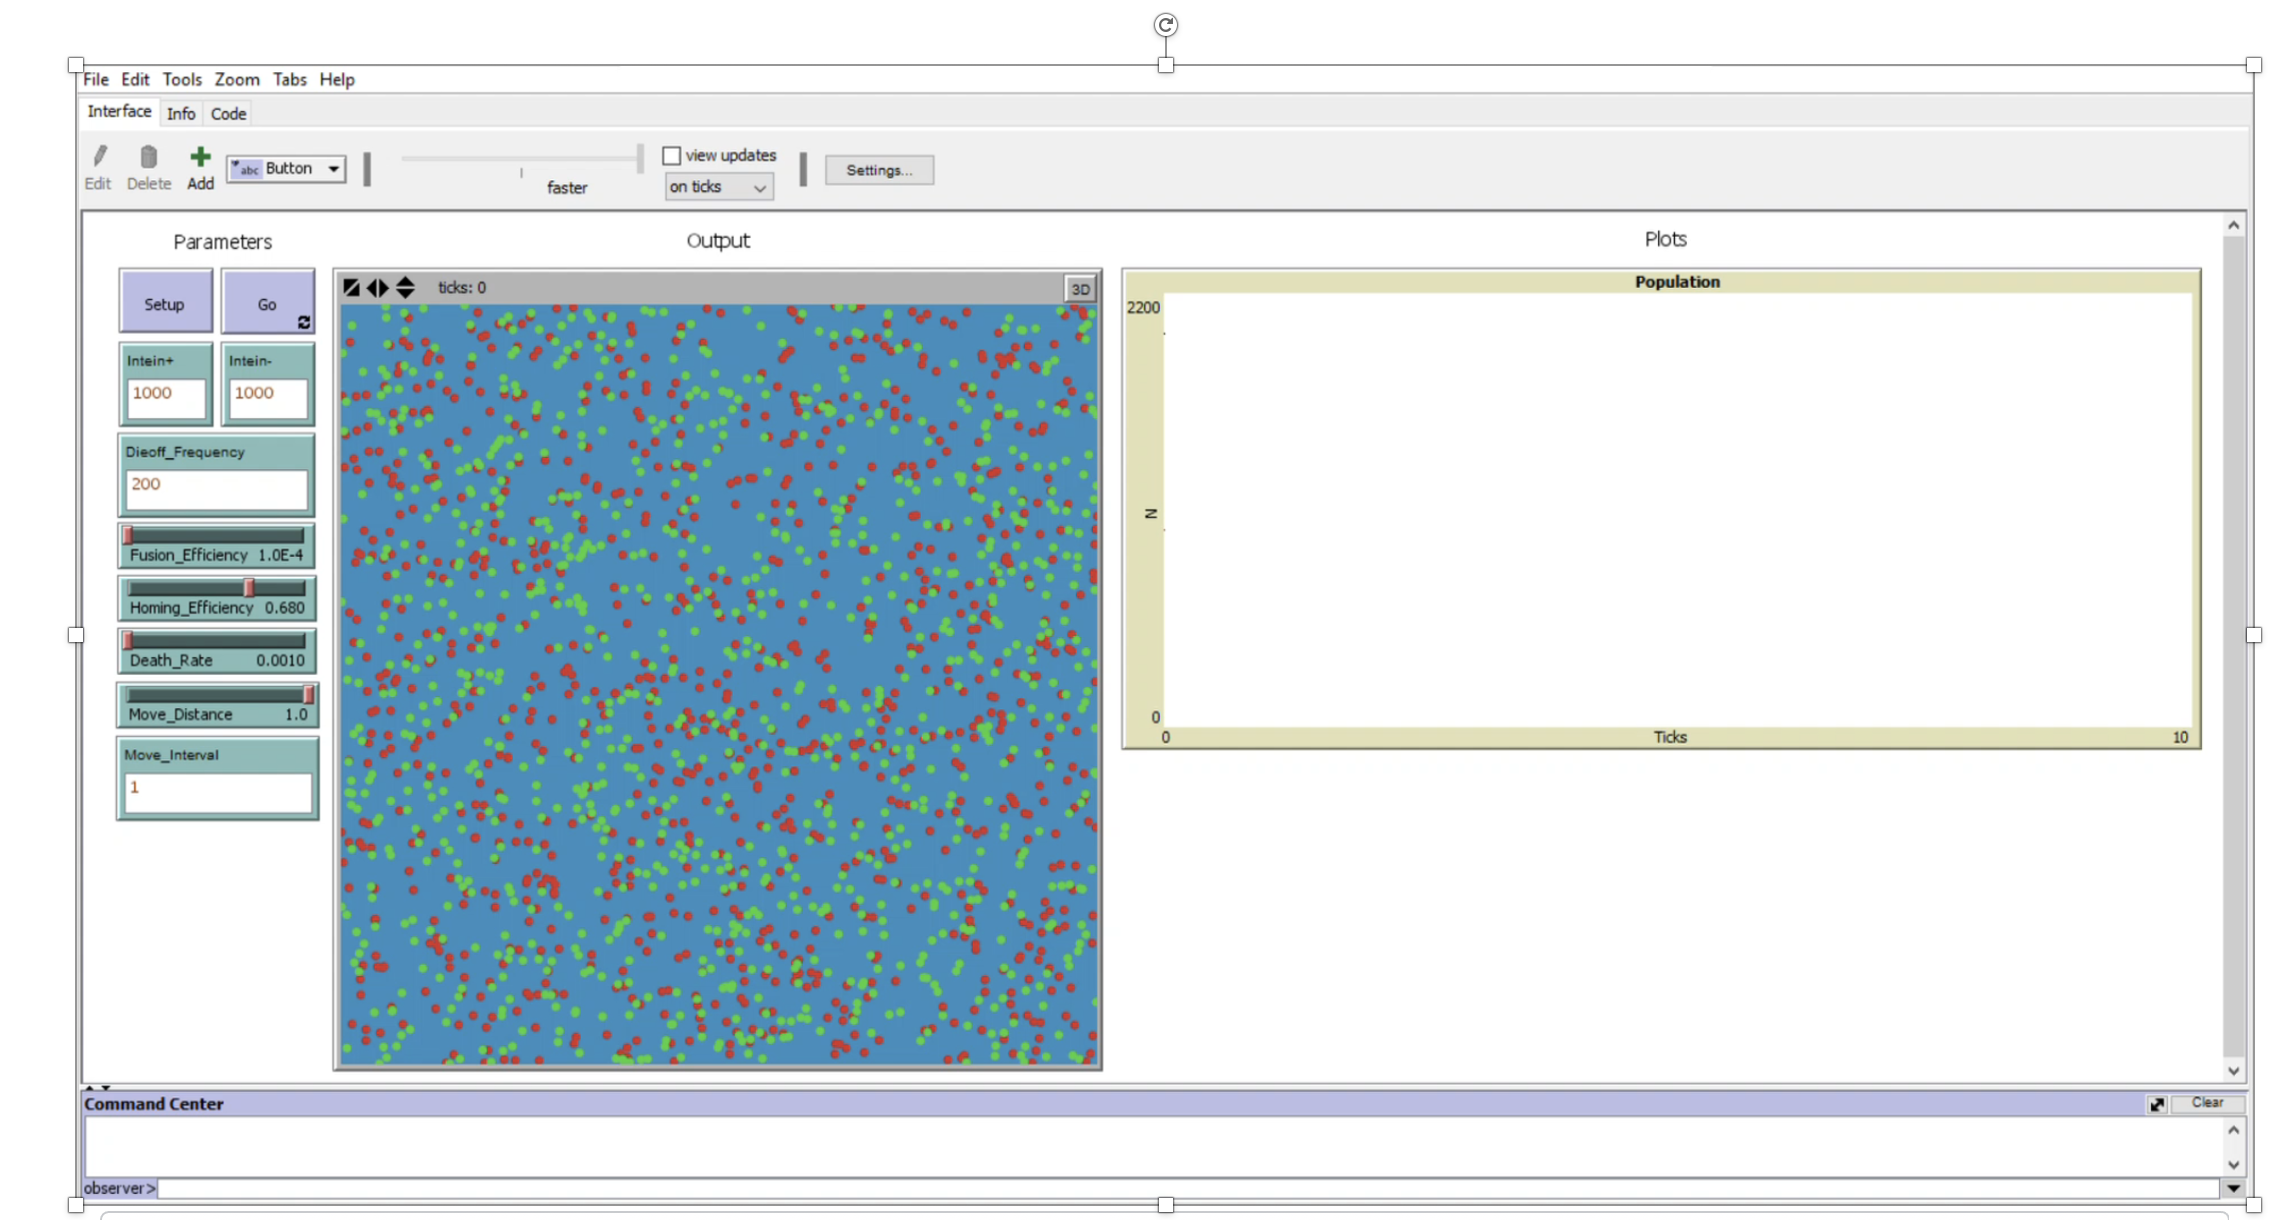 File Edit Tools Zoom Tabs Help
Interface Info Code
Edit Delete Add
abc Button
faster
view updates
on ticks
Settings...
Parameters
Output
Plots
Setup
Go
Intein+
1000
Intein-
1000
Dieoff_Frequency
200
Fusion_Efficiency 1.0E-4
Homing_Efficiency 0.680
Death_Rate 0.0010
Move_Distance 1.0
Move_Interval
1
ticks: 0
3D
Population
2200
N
0
0
Ticks
10
Command Center
Clear
observer>